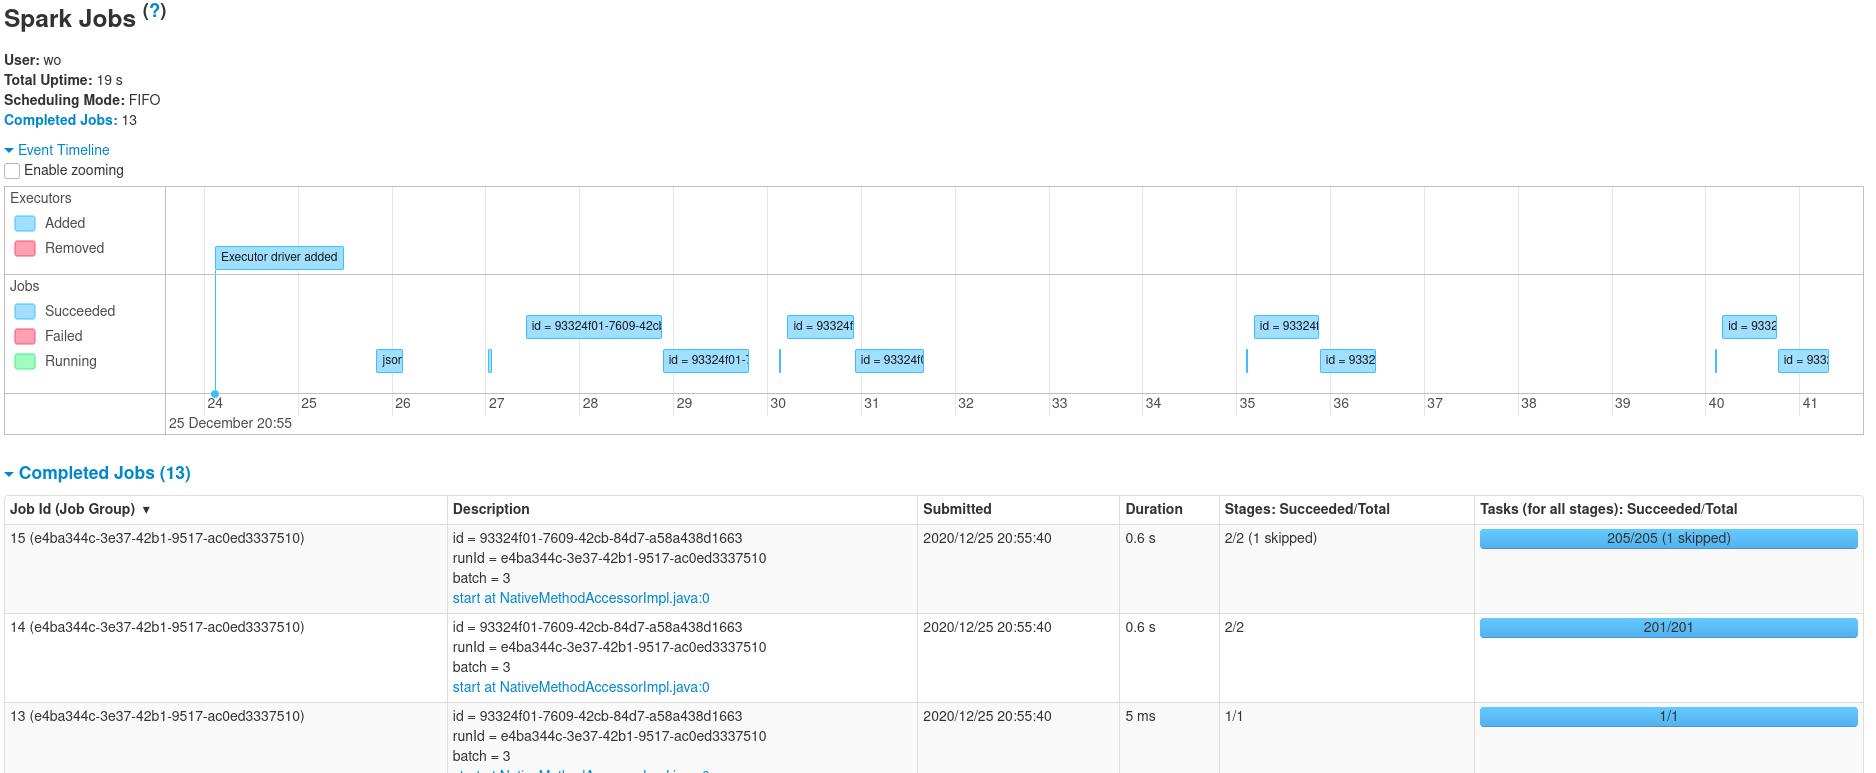 Spark Jobs (?)
User: wo
Total Uptime: 19 s
Scheduling Mode: FIFO
Completed Jobs: 13
Event Timeline
Enable zooming
Executors
Added
Removed
Executor driver added
Jobs
Succeeded
Failed
Running
id = 93324f01-7609-42cb
id = 93324f
id = 93324f
id = 9332
jsor
id = 93324f01-7
id = 93324f0
id = 9332
id = 933
24 25 26 27 28 29 30 31 32 33 34 35 36 37 38 39 40 41
25 December 20:55
Completed Jobs (13)
Job Id (Job Group) ▼ Description Submitted Duration Stages: Succeeded/Total Tasks (for all stages): Succeeded/Total
15 (e4ba344c-3e37-42b1-9517-ac0ed3337510) id = 93324f01-7609-42cb-84d7-a58a438d1663 2020/12/25 20:55:40 0.6 s 2/2 (1 skipped) 205/205 (1 skipped)
runId = e4ba344c-3e37-42b1-9517-ac0ed3337510
batch = 3
start at NativeMethodAccessorImpl.java:0
14 (e4ba344c-3e37-42b1-9517-ac0ed3337510) id = 93324f01-7609-42cb-84d7-a58a438d1663 2020/12/25 20:55:40 0.6 s 2/2 201/201
runId = e4ba344c-3e37-42b1-9517-ac0ed3337510
batch = 3
start at NativeMethodAccessorImpl.java:0
13 (e4ba344c-3e37-42b1-9517-ac0ed3337510) id = 93324f01-7609-42cb-84d7-a58a438d1663 2020/12/25 20:55:40 5 ms 1/1 1/1
runId = e4ba344c-3e37-42b1-9517-ac0ed3337510
batch = 3